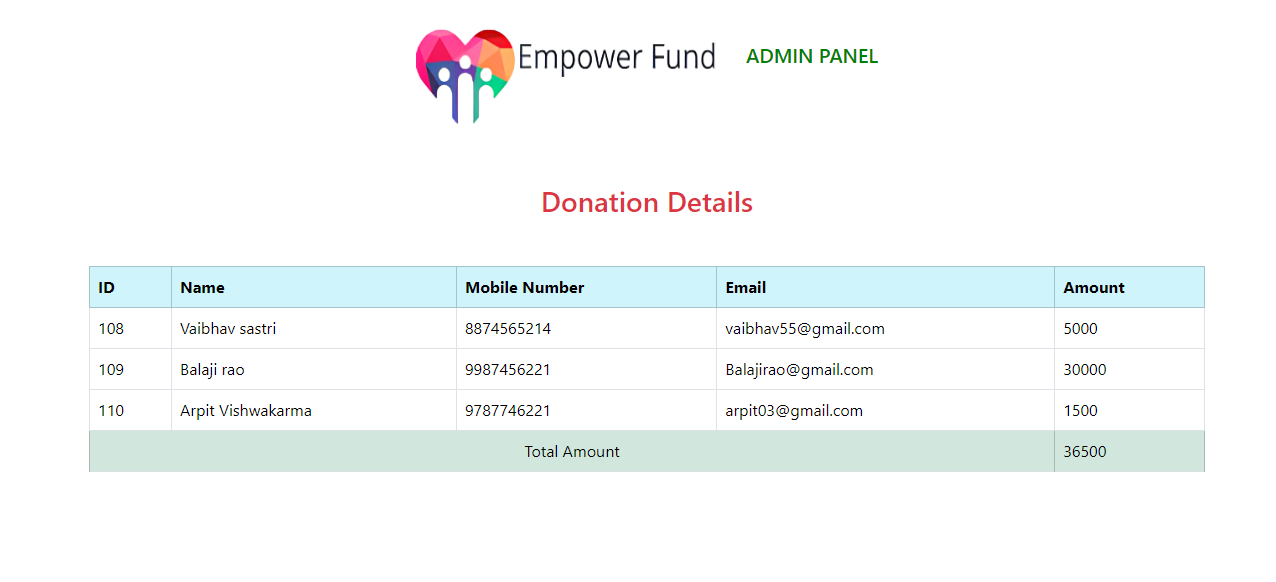 Empower Fund ADMIN PANEL
Donation Details
ID Name Mobile Number Email Amount
108 Vaibhav sastri 8874565214 vaibhav55@gmail.com 5000
109 Balaji rao 9987456221 Balajirao@gmail.com 30000
110 Arpit Vishwakarma 9787746221 arpit03@gmail.com 1500
Total Amount 36500